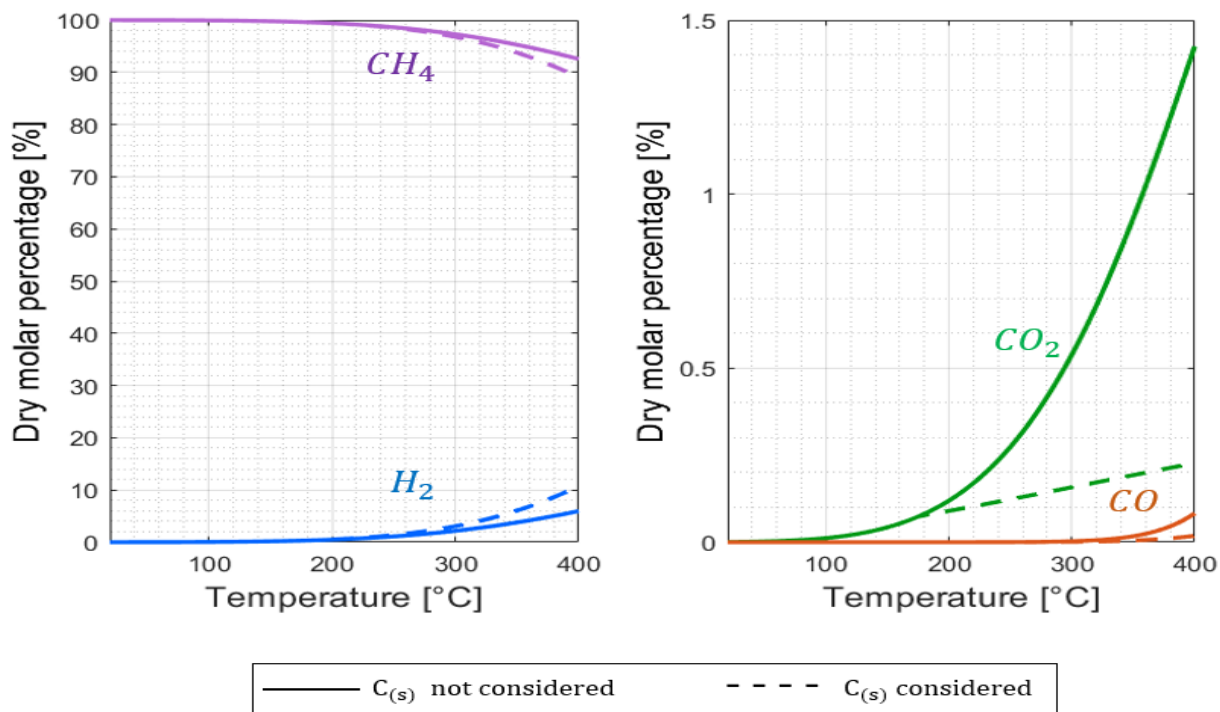 Dry molar percentage [%]
100
90
80
70
60
50
40
30
20
10
0
CH₄
H₂
100
200
300
400
Temperature [°C]
Dry molar percentage [%]
1.5
1
0.5
0
CO₂
CO
100
200
300
400
Temperature [°C]
C₍ₛ₎ not considered
C₍ₛ₎ considered